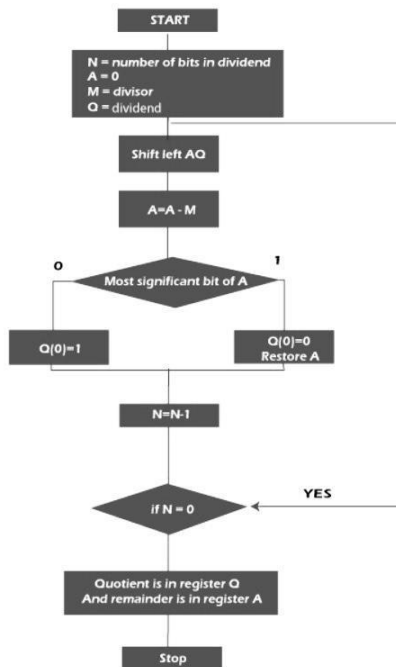 START
N = number of bits in dividend
A = 0
M = divisor
Q = dividend
Shift left AQ
A=A - M
0
1
Most significant bit of A
Q(0)=1
Q(0)=0
Restore A
N=N-1
YES
if N = 0
Quotient is in register Q
And remainder is in register A
Stop